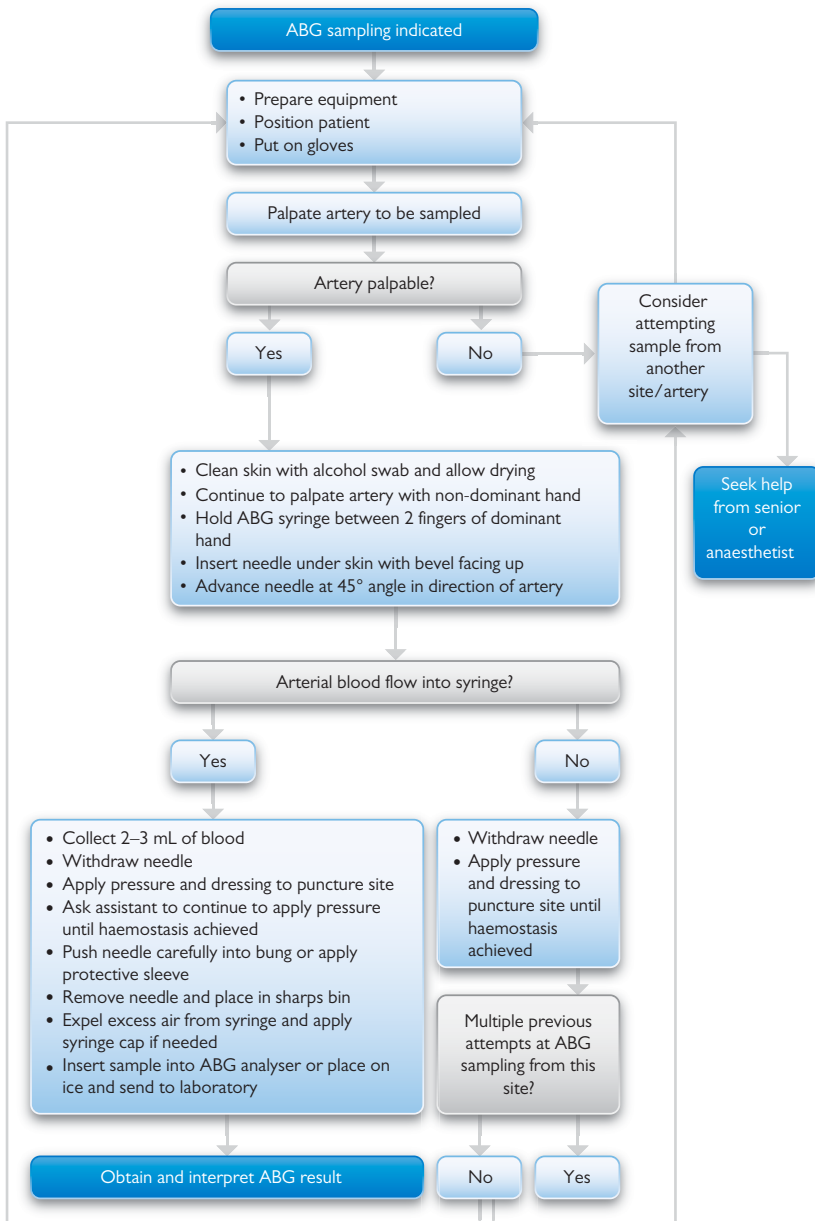 ABG sampling indicated
• Prepare equipment
• Position patient
• Put on gloves
Palpate artery to be sampled
Artery palpable?
Yes
No
Consider
attempting
sample from
another
site/artery
Seek help
from senior
or
anaesthetist
• Clean skin with alcohol swab and allow drying
• Continue to palpate artery with non-dominant hand
• Hold ABG syringe between 2 fingers of dominant
hand
• Insert needle under skin with bevel facing up
• Advance needle at 45° angle in direction of artery
Arterial blood flow into syringe?
Yes
No
• Collect 2–3 mL of blood
• Withdraw needle
• Apply pressure and dressing to puncture site
• Ask assistant to continue to apply pressure
until haemostasis achieved
• Push needle carefully into bung or apply
protective sleeve
• Remove needle and place in sharps bin
• Expel excess air from syringe and apply
syringe cap if needed
• Insert sample into ABG analyser or place on
ice and send to laboratory
• Withdraw needle
• Apply pressure
and dressing to
puncture site until
haemostasis
achieved
Multiple previous
attempts at ABG
sampling from this
site?
Obtain and interpret ABG result
No
Yes